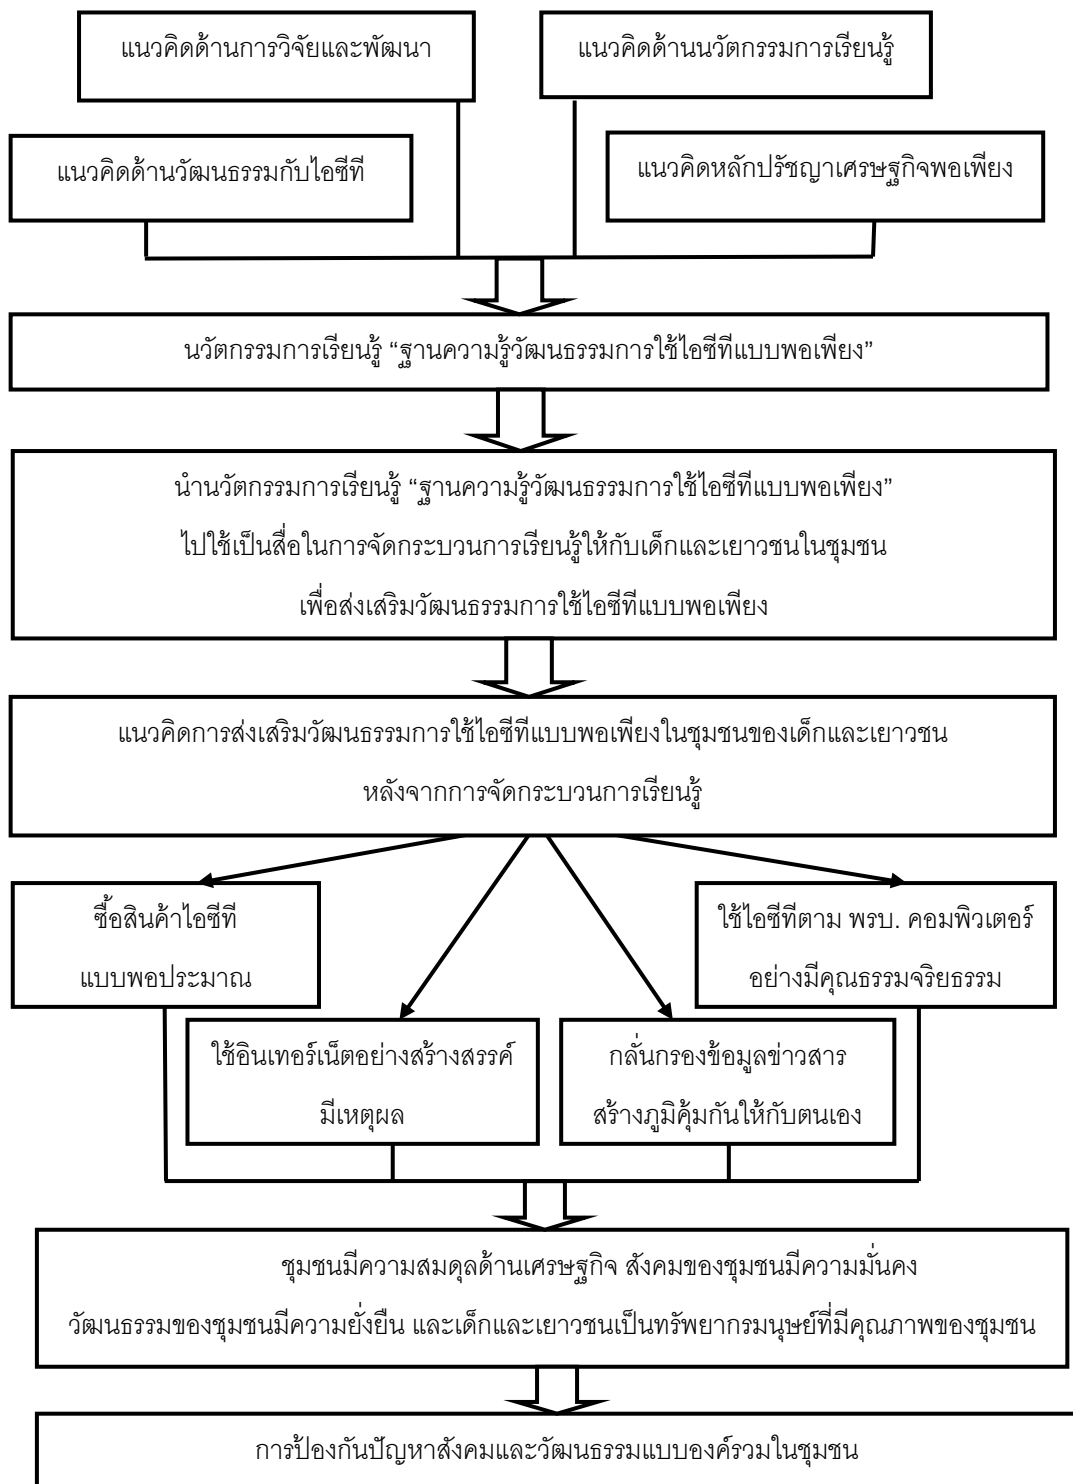 แนวคิดด้านการวิจัยและพัฒนา
แนวคิดด้านนวัตกรรมการเรียนรู้
แนวคิดด้านวัฒนธรรมกับไอซีที
แนวคิดหลักปรัชญาเศรษฐกิจพอเพียง
นวัตกรรมการเรียนรู้ “ฐานความรู้วัฒนธรรมการใช้ไอซีทีแบบพอเพียง”
นำนวัตกรรมการเรียนรู้ “ฐานความรู้วัฒนธรรมการใช้ไอซีทีแบบพอเพียง”
ไปใช้เป็นสื่อในการจัดกระบวนการเรียนรู้ให้กับเด็กและเยาวชนในชุมชน
เพื่อส่งเสริมวัฒนธรรมการใช้ไอซีทีแบบพอเพียง
แนวคิดการส่งเสริมวัฒนธรรมการใช้ไอซีทีแบบพอเพียงในชุมชนของเด็กและเยาวชน
หลังจากการจัดกระบวนการเรียนรู้
ซื้อสินค้าไอซีที
แบบพอประมาณ
ใช้ไอซีทีตาม พรบ. คอมพิวเตอร์
อย่างมีคุณธรรมจริยธรรม
ใช้อินเทอร์เน็ตอย่างสร้างสรรค์
มีเหตุผล
กลั่นกรองข้อมูลข่าวสาร
สร้างภูมิคุ้มกันให้กับตนเอง
ชุมชนมีความสมดุลด้านเศรษฐกิจ สังคมของชุมชนมีความมั่นคง
วัฒนธรรมของชุมชนมีความยั่งยืน และเด็กและเยาวชนเป็นทรัพยากรมนุษย์ที่มีคุณภาพของชุมชน
การป้องกันปัญหาสังคมและวัฒนธรรมแบบองค์รวมในชุมชน